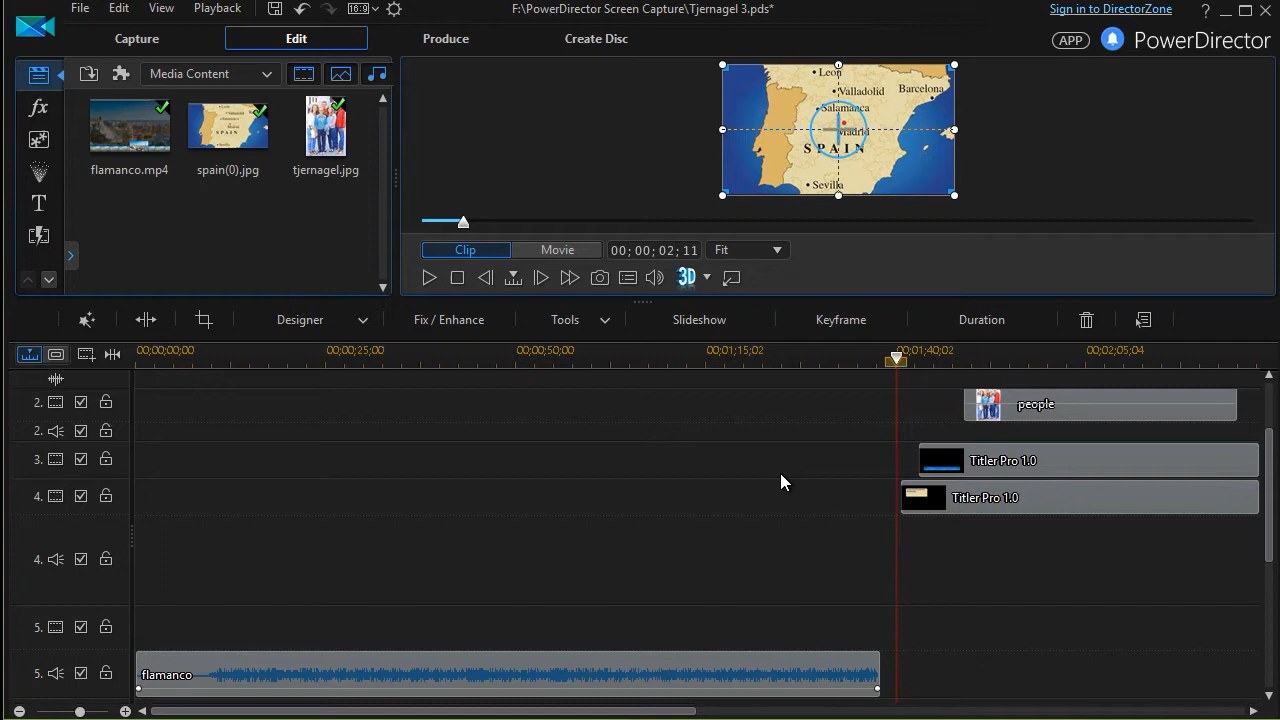 File Edit View Playback 16:9 F:\PowerDirector Screen Capture\Tjernagel 3.pds* Sign in to DirectorZone ?
Capture Edit Produce Create Disc APP PowerDirector
Media Content
fx
flamanco.mp4 spain(0).jpg tjernagel.jpg
T
Leon
Valladolid Barcelona
Salamanca
Madrid
SPAIN
Sevilla
Clip Movie 00; 00; 02; 11 Fit
3D
Designer Fix / Enhance Tools Slideshow Keyframe Duration
00;00;00;00 00;00;25;00 00;00;50;00 00;01;15;02 00;01;40;02 00;02;05;04
2. people
2.
3. Titler Pro 1.0
4. Titler Pro 1.0
4.
5.
5. flamanco